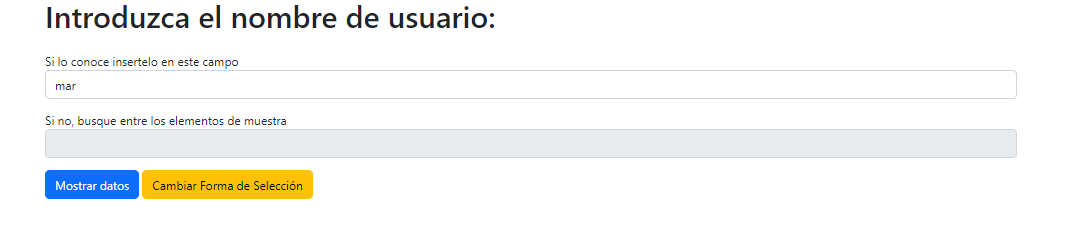 Introduzca el nombre de usuario:
Si lo conoce insertelo en este campo
mar
Si no, busque entre los elementos de muestra
Mostrar datos Cambiar Forma de Selección